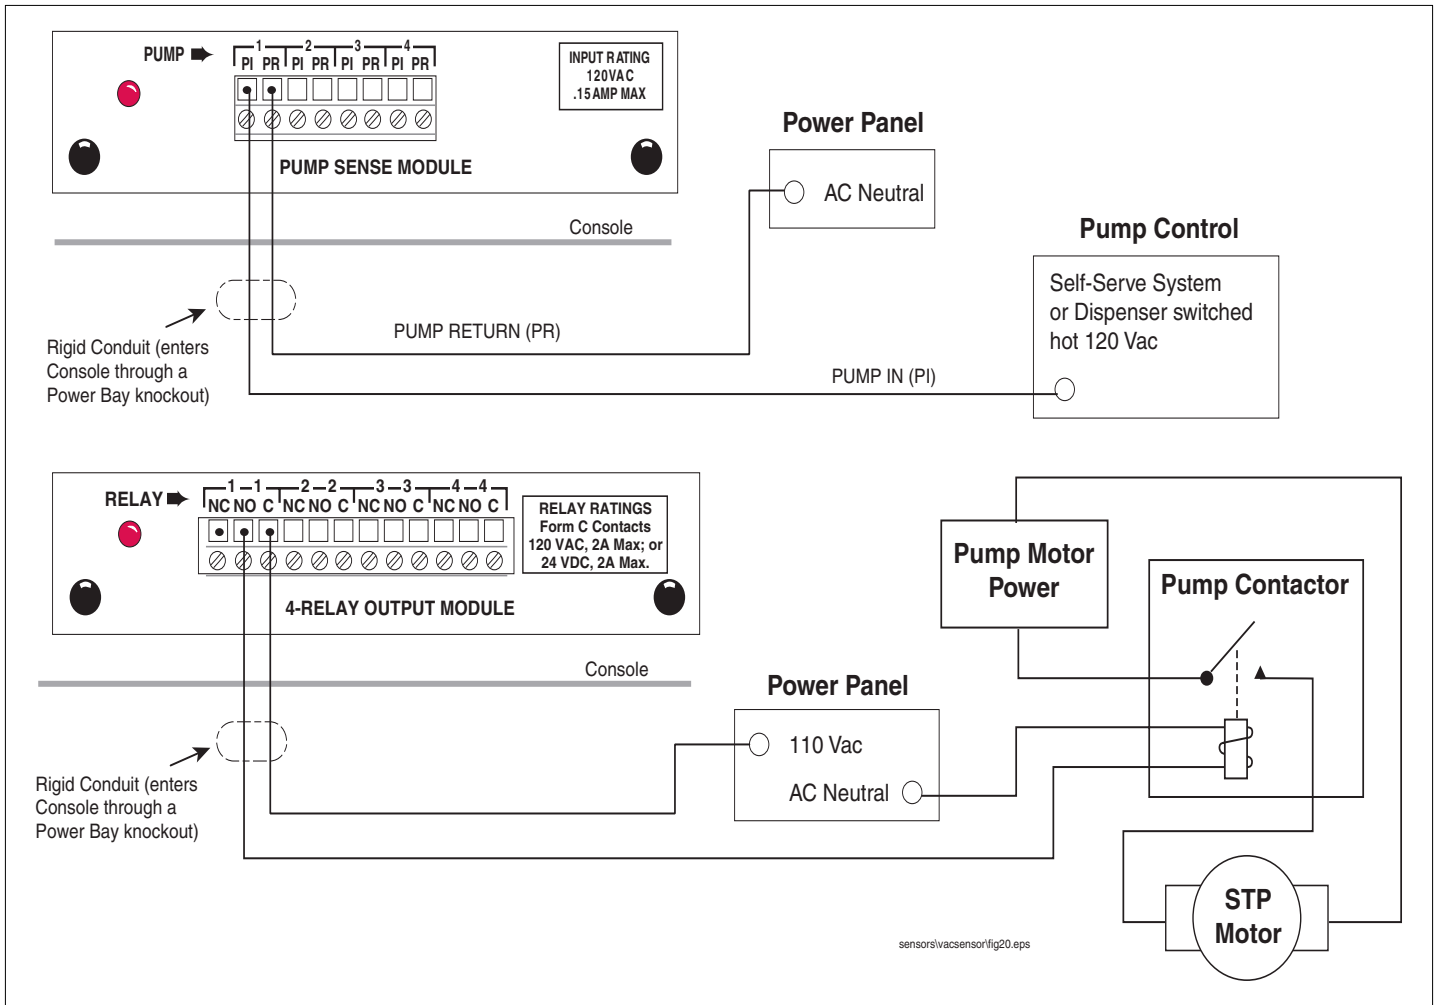 PUMP
1 2 3 4
PI PR PI PR PI PR PI PR
INPUT RATING
120VAC
.15 AMP MAX
PUMP SENSE MODULE
Console
Rigid Conduit (enters
Console through a
Power Bay knockout)
PUMP RETURN (PR)
PUMP IN (PI)
Power Panel
AC Neutral
Pump Control
Self-Serve System
or Dispenser switched
hot 120 Vac
RELAY
1 1 2 2 3 3 4 4
NC NO C NC NO C NC NO C NC NO C
RELAY RATINGS
Form C Contacts
120 VAC, 2A Max; or
24 VDC, 2A Max.
4-RELAY OUTPUT MODULE
Console
Rigid Conduit (enters
Console through a
Power Bay knockout)
Power Panel
110 Vac
AC Neutral
Pump Motor
Power
Pump Contactor
STP
Motor
sensors\vacsensor\fig20.eps